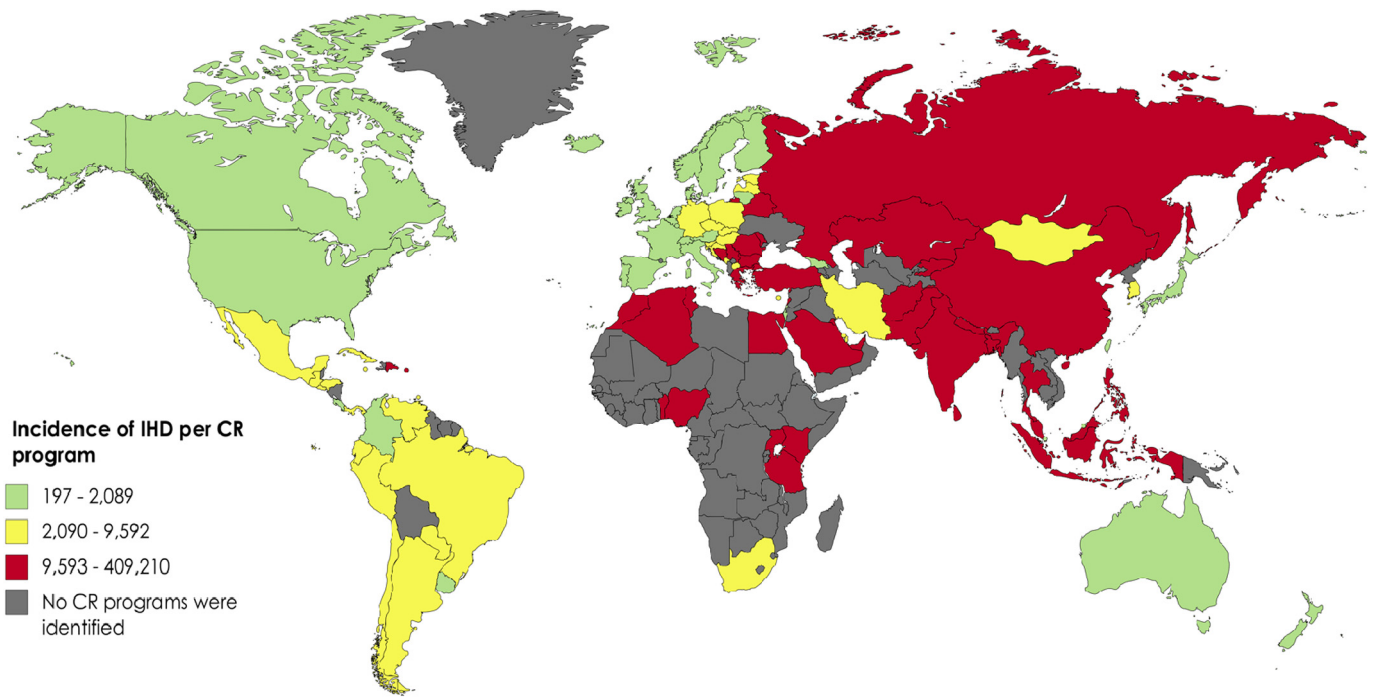 Incidence of IHD per CR
program
197 - 2,089
2,090 - 9,592
9,593 - 409,210
No CR programs were
identified